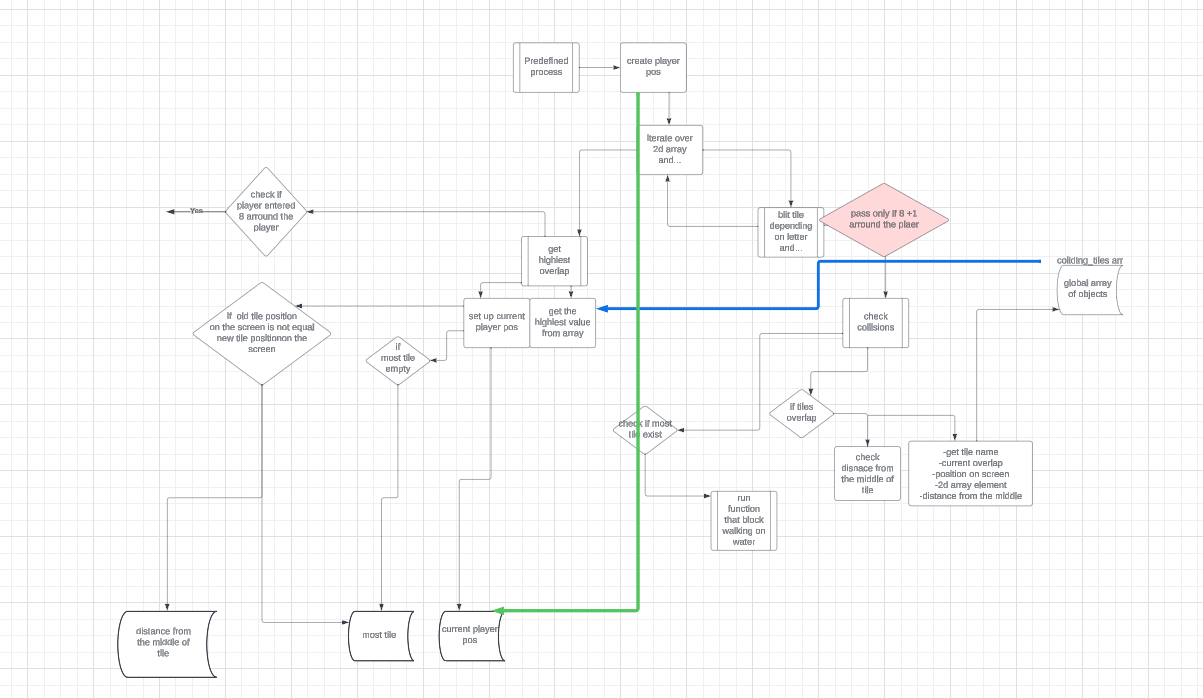 Predefined
process
create player
pos
Iterate over
2d array
and...
check if
player entered
8 arround the
player
Yes
blit tile
depending
on letter
and...
pass only if 8 +1
arround the plaer
get
highest
overlap
coliding_tiles arr
global array
of objects
if old tile position
on the screen is not equal
new tile positionon the
screen
set up current
player pos
get the
highest value
from array
check
collsions
if
most tile
empty
check if most
tile exist
if tiles
overlap
check
disnace from
the middle of
tile
-get tile name
-current overlap
-position on screen
-2d array element
-distance from the middle
run
function
that block
walking on
water
distance from
the middle of
tile
most tile
current player
pos